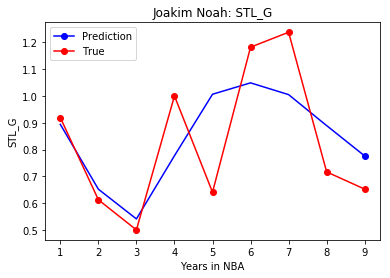 Joakim Noah: STL_G
Prediction
True
STL_G
1.2
1.1
1.0
0.9
0.8
0.7
0.6
0.5
1 2 3 4 5 6 7 8 9
Years in NBA